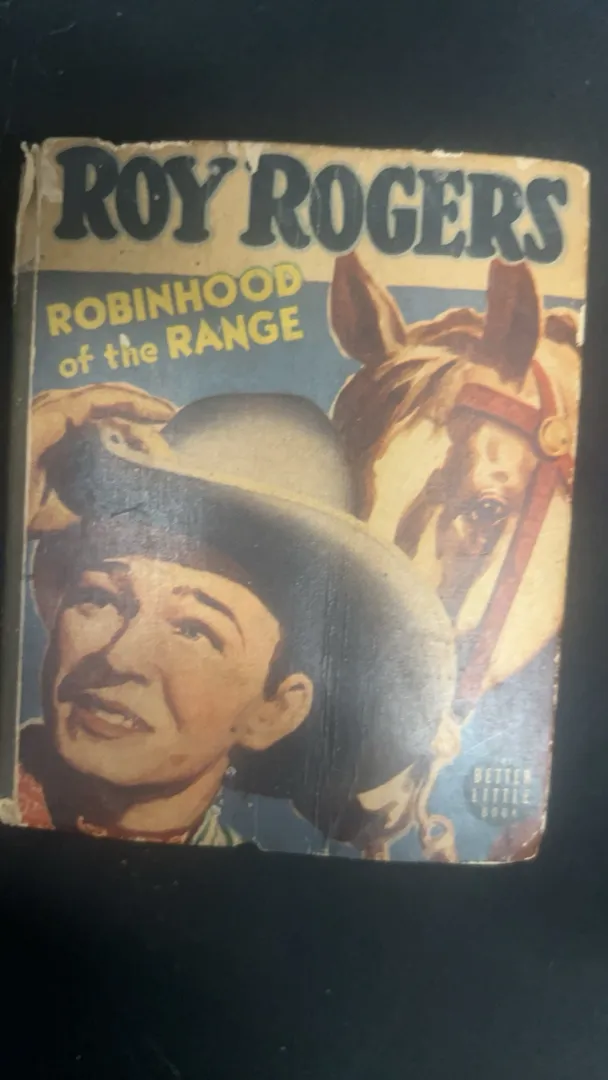 ROY ROGERS
ROBINHOOD
of the RANGE
BETTER
LITTLE
BOOK